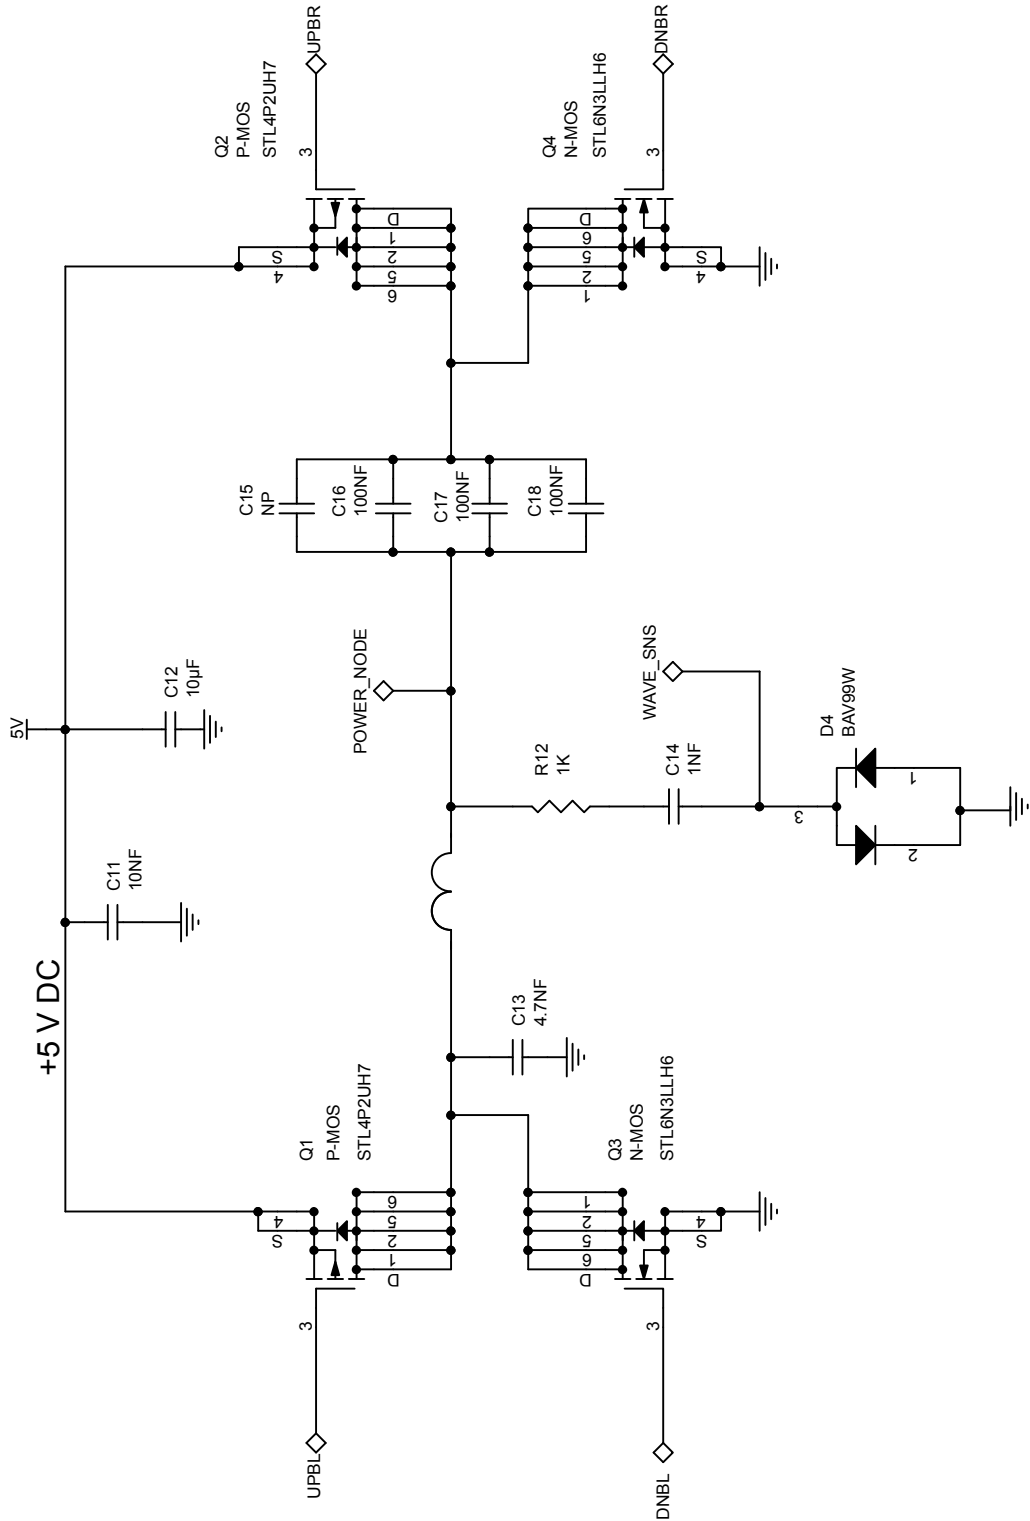 5V
+5 V DC
C11
10NF
C12
10µF
Q1
P-MOS
STL4P2UH7
UPBL
3
S
4
D
1
2
5
6
Q2
P-MOS
STL4P2UH7
UPBR
3
S
4
D
1
2
5
6
Q3
N-MOS
STL6N3LLH6
DNBL
3
D
6
5
2
1
S
4
Q4
N-MOS
STL6N3LLH6
DNBR
3
D
6
5
2
1
S
4
C13
4.7NF
POWER_NODE
C15
NP
C16
100NF
C17
100NF
C18
100NF
R12
1K
C14
1NF
WAVE_SNS
D4
BAV99W
3
2
1